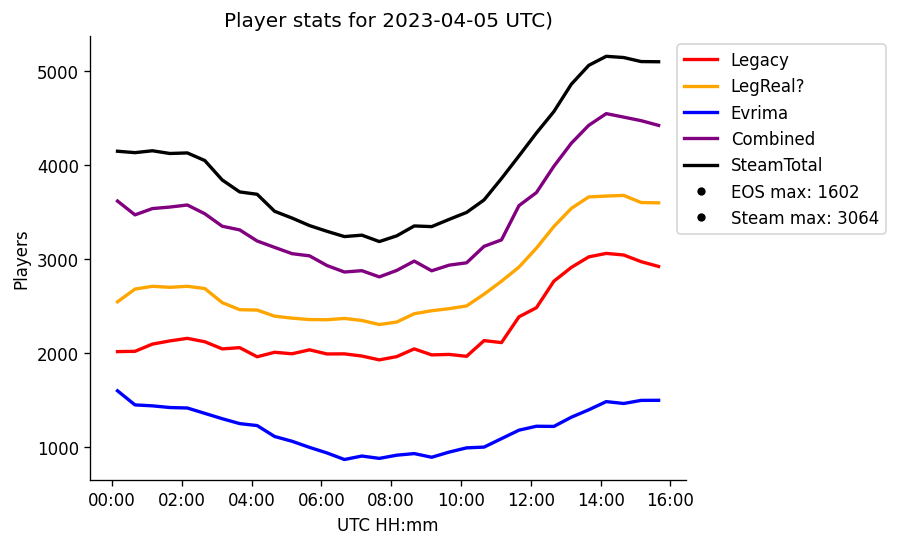 Player stats for 2023-04-05 UTC)
Legacy
LegReal?
Evrima
Combined
SteamTotal
EOS max: 1602
Steam max: 3064
Players
5000
4000
3000
2000
1000
00:00 02:00 04:00 06:00 08:00 10:00 12:00 14:00 16:00
UTC HH:mm